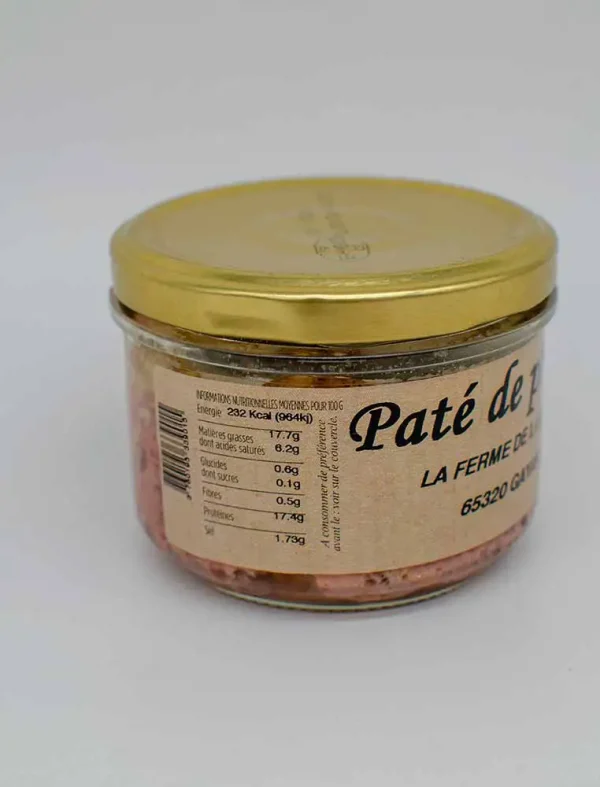 INFORMATIONS NUTRITIONNELLES MOYENNES POUR 100 G
Energie 232 Kcal (964kj)
Matières grasses 17.7g
dont acides saturés 6.2g
Glucides 0.6g
dont sucres 0.1g
Fibres 0.5g
Protéines 17.4g
Sel 1.73g
A consommer de préférence
avant le : voir sur le couvercle.
Paté de
LA FERME DE
65320